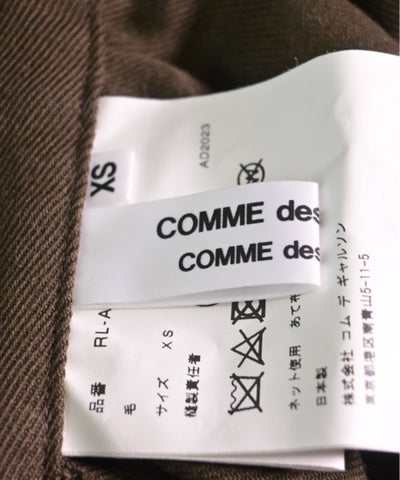 XS
AD2023
COMME des
COMME des
品番 RL-A
毛
サイズ XS
縫製責任者
ネット使用 あて布
日本製
株式会社 コム デ ギャルソン
東京都港区南青山5-11-5